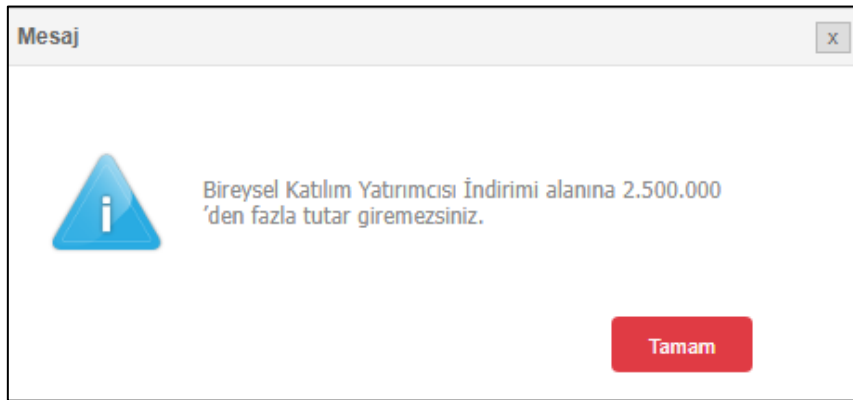 Mesaj
x
Bireysel Katılım Yatırımcısı İndirimi alanına 2.500.000
’den fazla tutar giremezsiniz.
Tamam